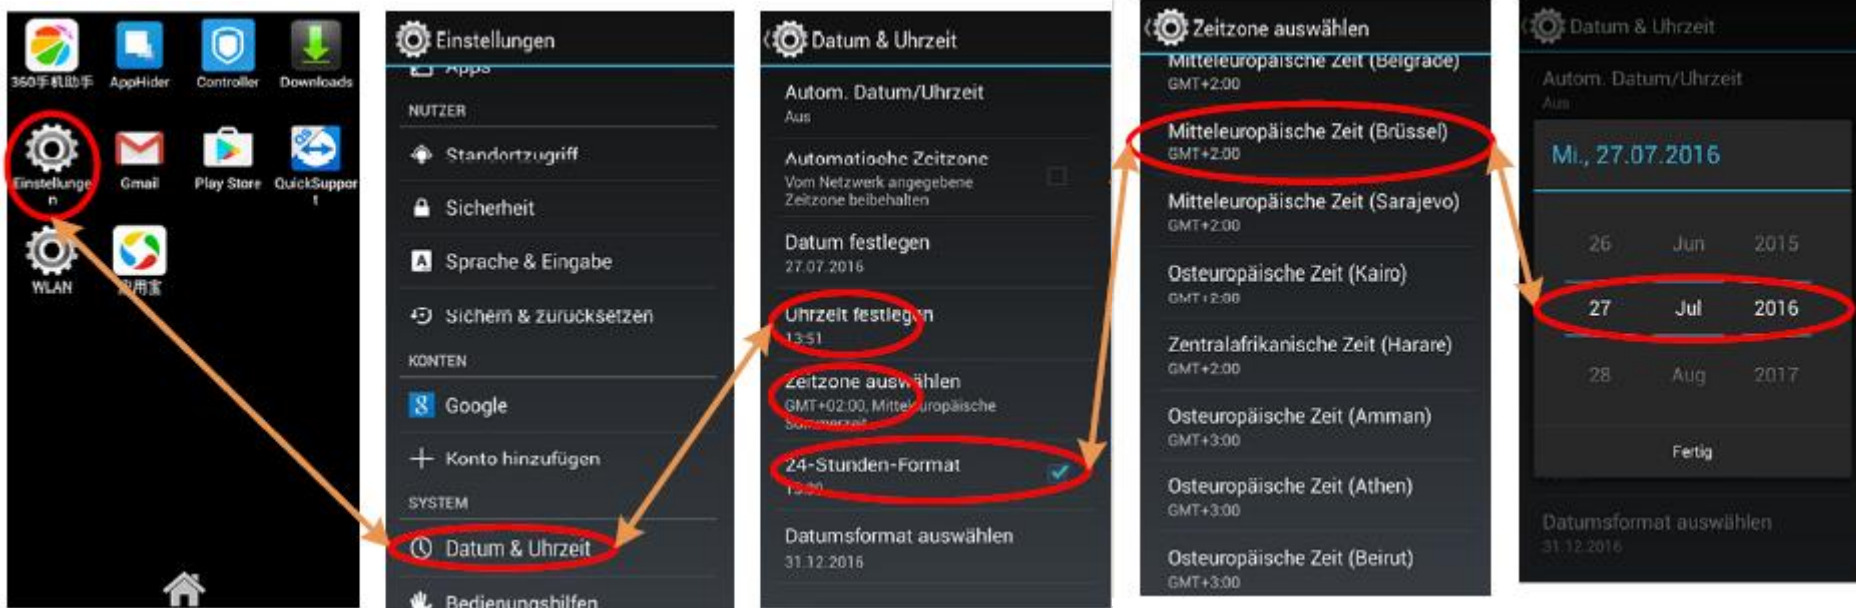 360手机助手
AppHider
Controller
Downloads
Einstellunge
n
Gmail
Play Store
QuickSuppor
t
WLAN
Einstellungen
Apps
NUTZER
Standortzugriff
Sicherheit
Sprache & Eingabe
Sichern & zurücksetzen
KONTEN
Google
Konto hinzufügen
SYSTEM
Datum & Uhrzeit
Bedienungshilfen
Datum & Uhrzeit
Autom. Datum/Uhrzeit
Aus
Automatische Zeitzone
Vom Netzwerk angegebene
Zeitzone beibehalten
Datum festlegen
27.07.2016
Uhrzeit festlegen
13:51
Zeitzone auswählen
GMT+02:00, Mitteleuropäische
Sommerzeit
24-Stunden-Format
Datumsformat auswählen
31.12.2016
Zeitzone auswählen
Mitteleuropäische Zeit (Belgrade)
GMT+2:00
Mitteleuropäische Zeit (Brüssel)
GMT+2:00
Mitteleuropäische Zeit (Sarajevo)
GMT+2:00
Osteuropäische Zeit (Kairo)
GMT+2:00
Zentralafrikanische Zeit (Harare)
GMT+2:00
Osteuropäische Zeit (Amman)
GMT+3:00
Osteuropäische Zeit (Athen)
GMT+3:00
Osteuropäische Zeit (Beirut)
GMT+3:00
Datum & Uhrzeit
Autom. Datum/Uhrzeit
Aus
Mi., 27.07.2016
26 Jun 2015
27 Jul 2016
28 Aug 2017
Fertig
Datumsformat auswählen
31.12.2016